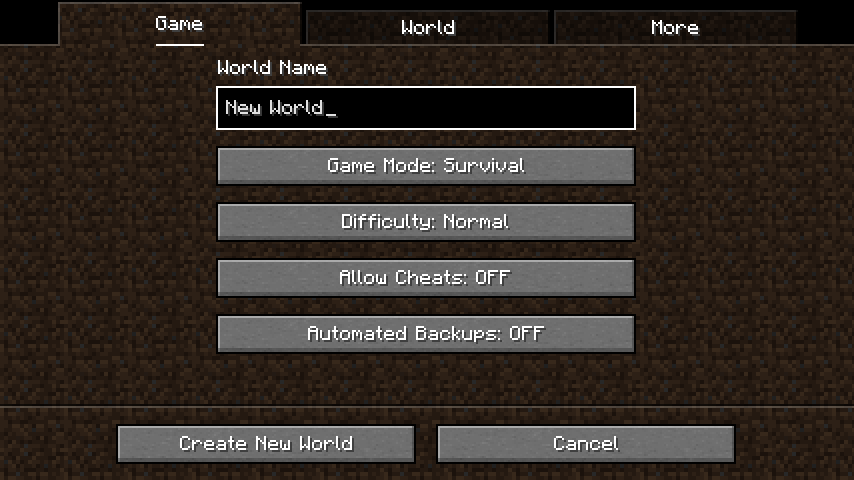 Game
World
More
World Name
New World_
Game Mode: Survival
Difficulty: Normal
Allow Cheats: OFF
Automated Backups: OFF
Create New World
Cancel